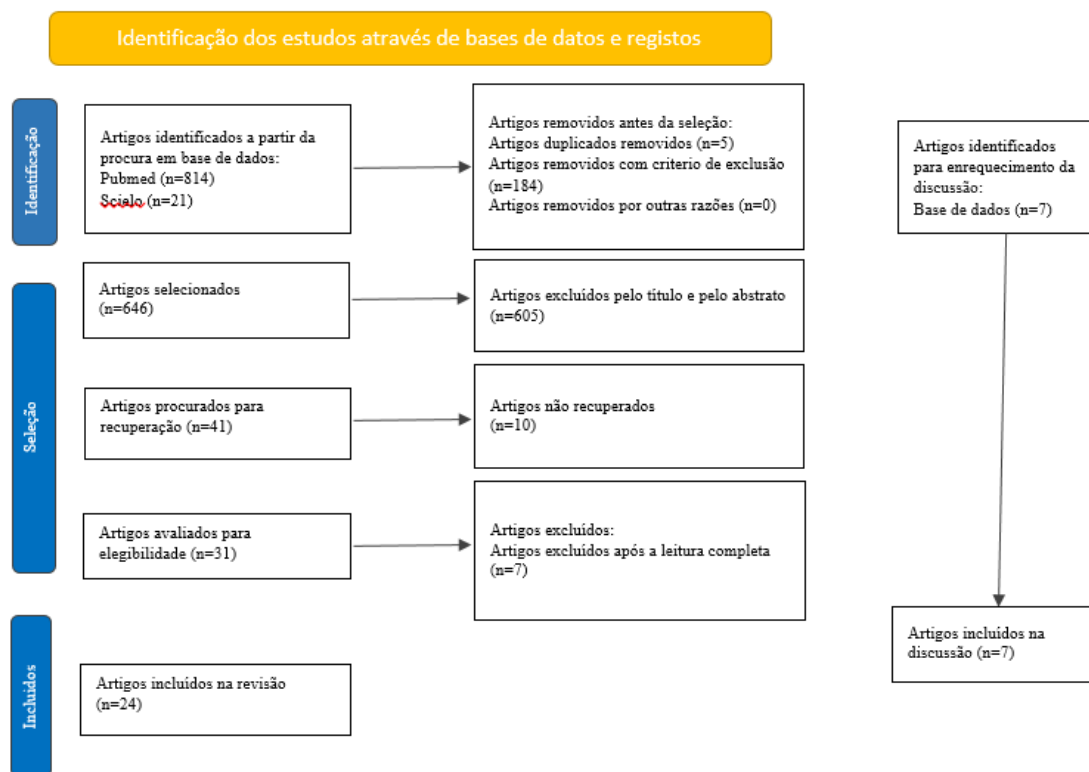 Identificação dos estudos através de bases de datos e registos
Identificação
Artigos identificados a partir da
procura em base de dados:
Pubmed (n=814)
Scielo (n=21)
Artigos removidos antes da seleção:
Artigos duplicados removidos (n=5)
Artigos removidos com criterio de exclusão
(n=184)
Artigos removidos por outras razões (n=0)
Artigos identificados
para enrequecimento da
discussão:
Base de dados (n=7)
Seleção
Artigos selecionados
(n=646)
Artigos excluídos pelo título e pelo abstrato
(n=605)
Artigos procurados para
recuperação (n=41)
Artigos não recuperados
(n=10)
Artigos avaliados para
elegibilidade (n=31)
Artigos excluídos:
Artigos excluídos após a leitura completa
(n=7)
Incluidos
Artigos incluídos na revisão
(n=24)
Artigos incluídos na
discussão (n=7)